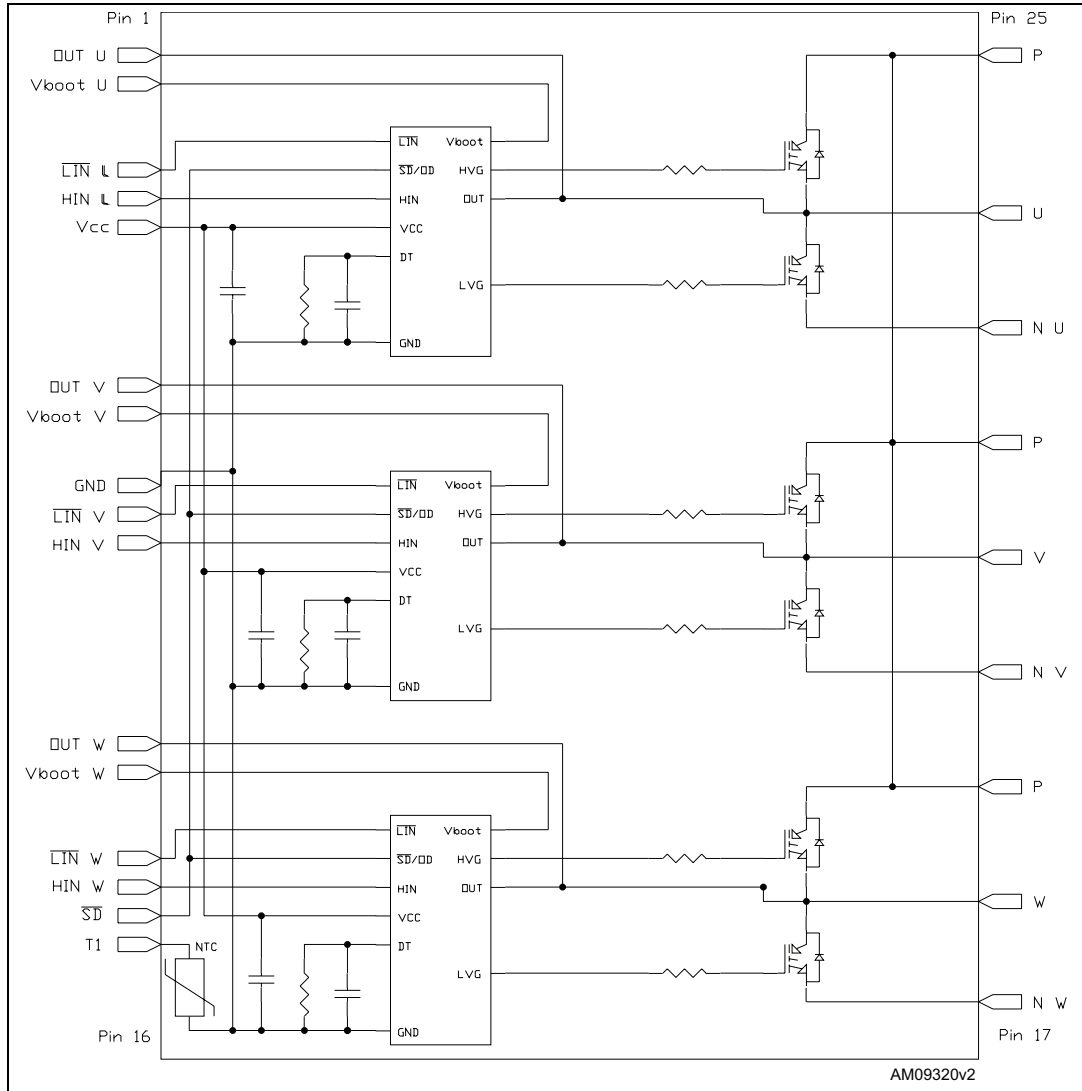 Pin 1
Pin 25
OUT U
P
Vboot U
LIN
Vboot
LIN U
SD/OD
HVG
HIN U
HIN
OUT
U
Vcc
VCC
DT
LVG
GND
N U
OUT V
Vboot V
P
GND
LIN
Vboot
LIN V
SD/OD
HVG
HIN V
HIN
OUT
V
VCC
DT
LVG
GND
N V
OUT W
Vboot W
P
LIN
Vboot
LIN W
SD/OD
HVG
HIN W
HIN
OUT
W
SD
VCC
T1
NTC
DT
LVG
GND
N W
Pin 16
Pin 17
AM09320v2